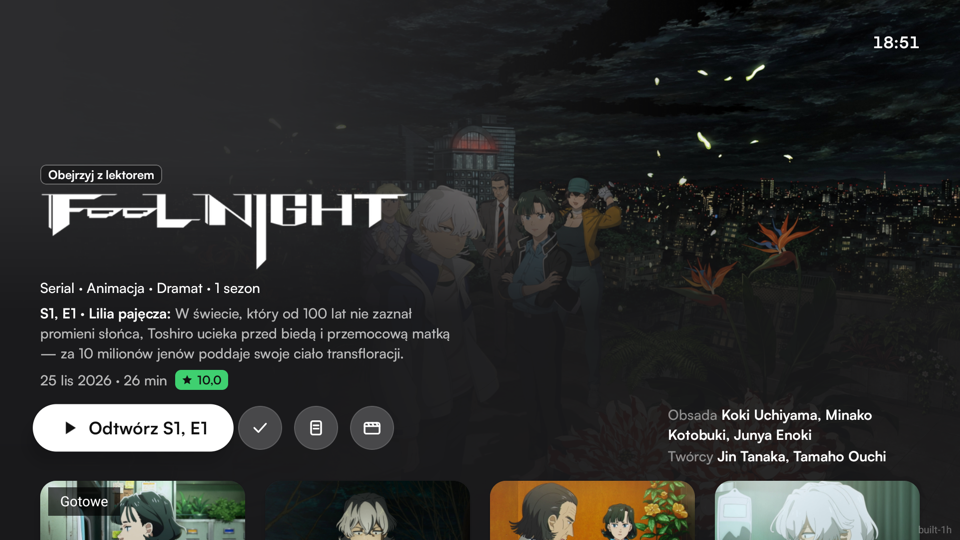 18:51
Obejrzyj z lektorem
FOOL NIGHT
Serial · Animacja · Dramat · 1 sezon
S1, E1 · Lilia pajęcza: W świecie, który od 100 lat nie zaznał
promieni słońca, Toshiro ucieka przed biedą i przemocową matką
— za 10 milionów jenów poddaje swoje ciało transfloracji.
25 lis 2026 · 26 min ★ 10,0
Odtwórz S1, E1
Obsada Koki Uchiyama, Minako
Kotobuki, Junya Enoki
Twórcy Jin Tanaka, Tamaho Ouchi
Gotowe
built-1h